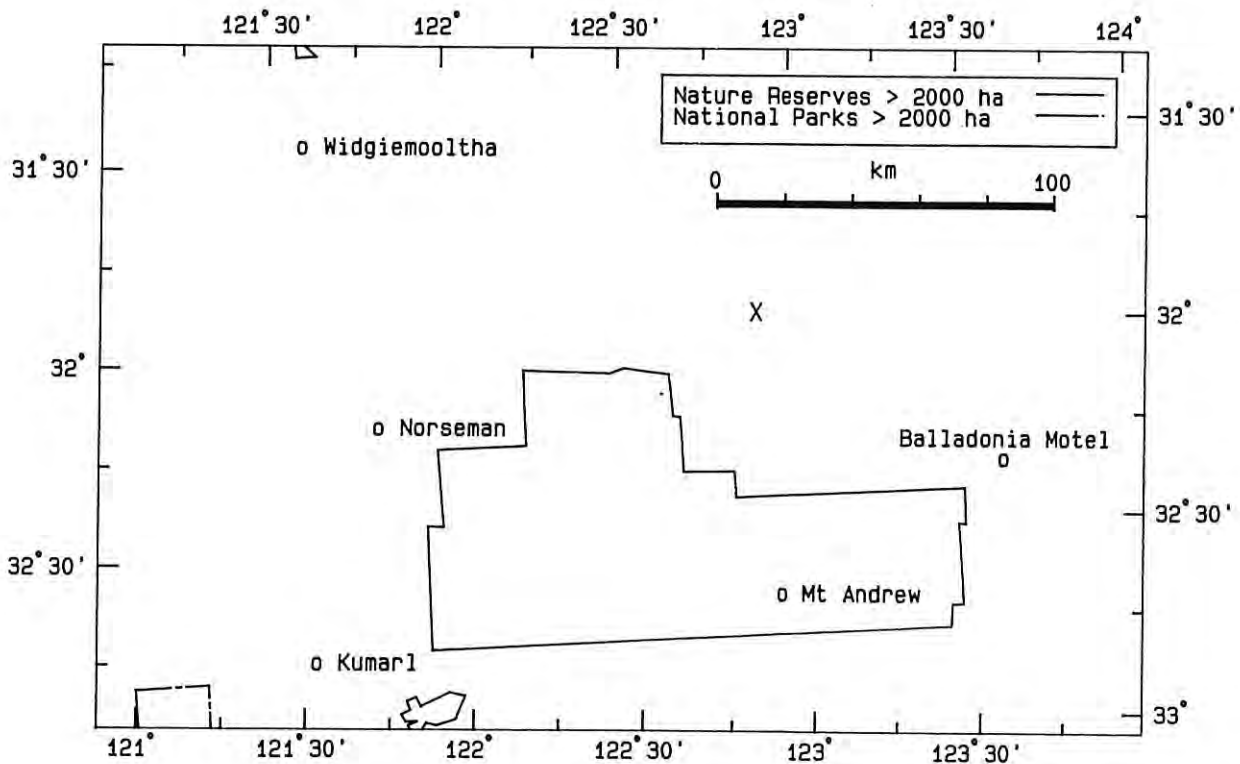 121°30' 122° 122°30' 123° 123°30' 124°
Nature Reserves > 2000 ha
National Parks > 2000 ha
31°30'
31°30'
o Widgiemooltha
km
0 100
X
32°
32°
o Norseman
Balladonia Motel
o
32°30'
32°30'
o Mt Andrew
o Kumarl
33°
121° 121°30' 122° 122°30' 123° 123°30'